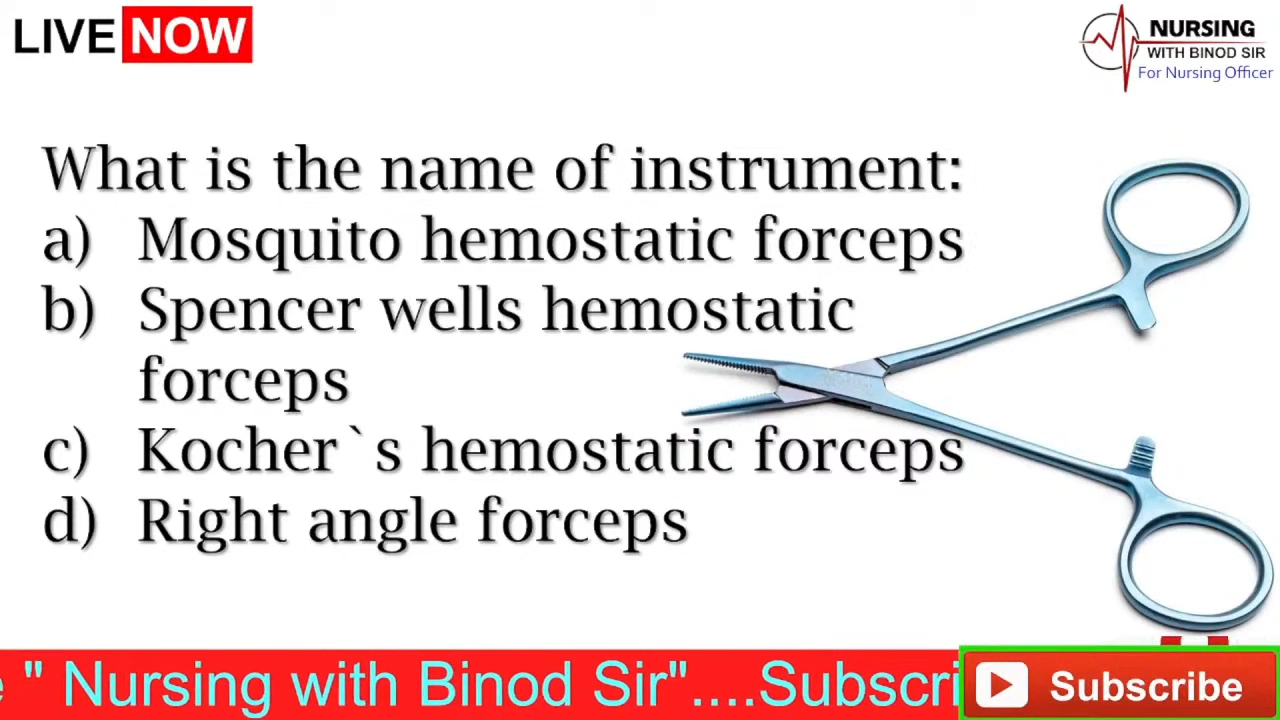 LIVE NOW
NURSING
WITH BINOD SIR
For Nursing Officer
What is the name of instrument:
a) Mosquito hemostatic forceps
b) Spencer wells hemostatic
forceps
c) Kocher`s hemostatic forceps
d) Right angle forceps
e " Nursing with Binod Sir"....Subscri
Subscribe